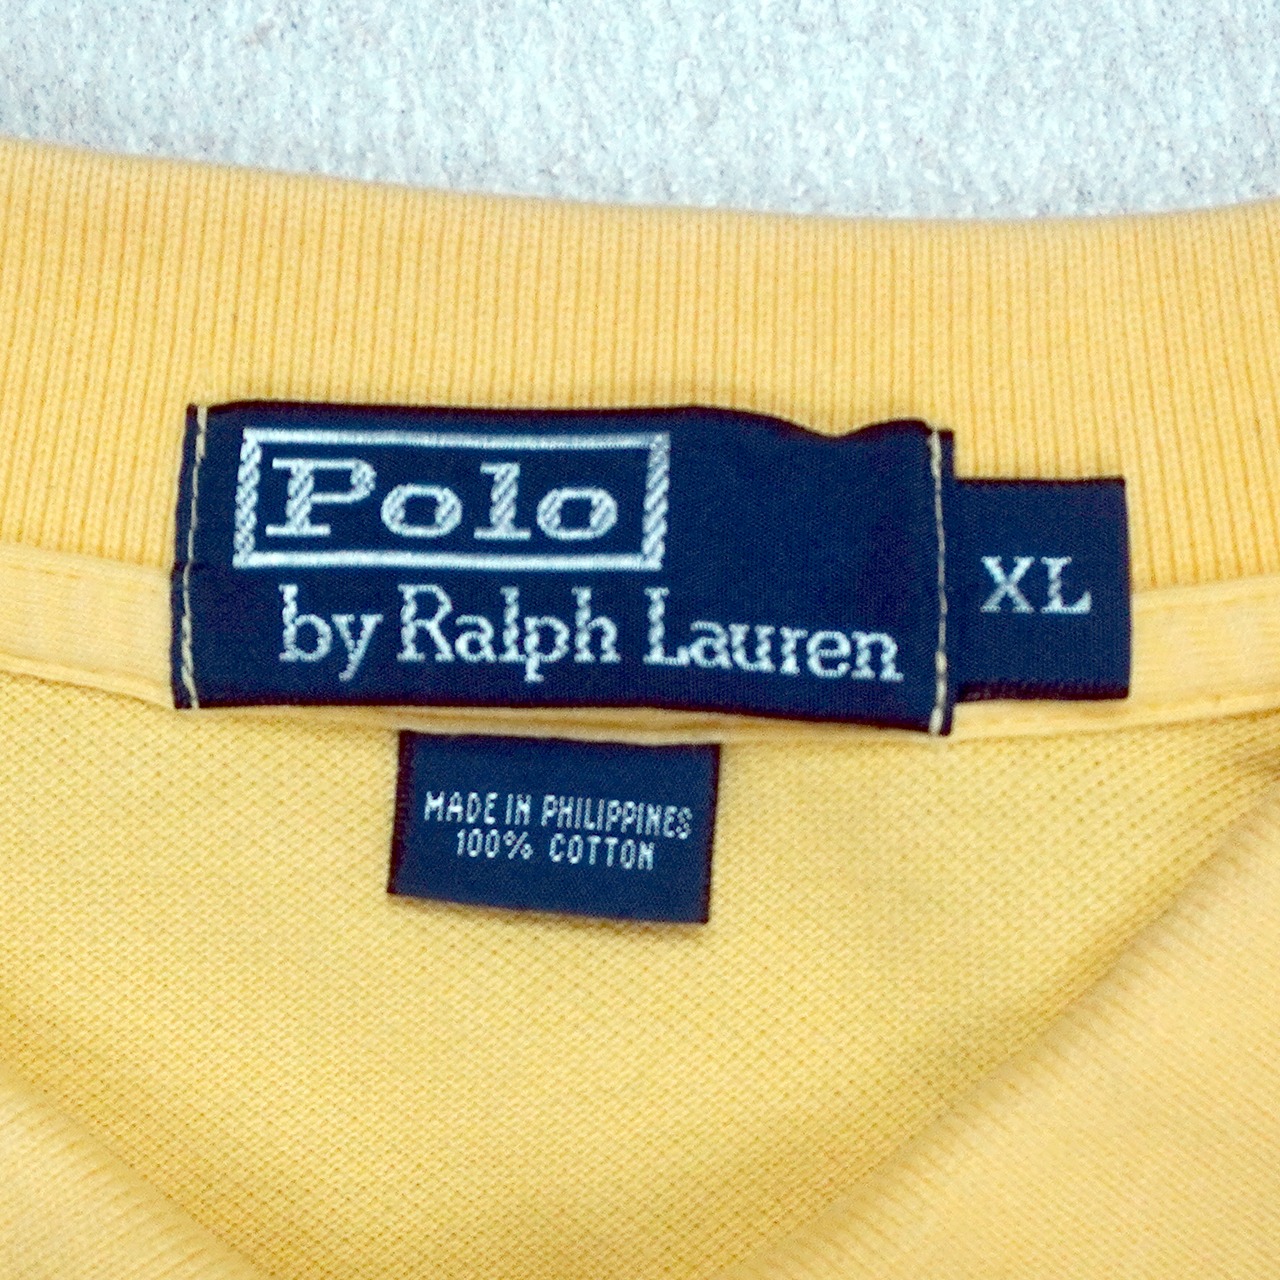 Polo
by Ralph Lauren
XL
MADE IN PHILIPPINES
100% COTTON